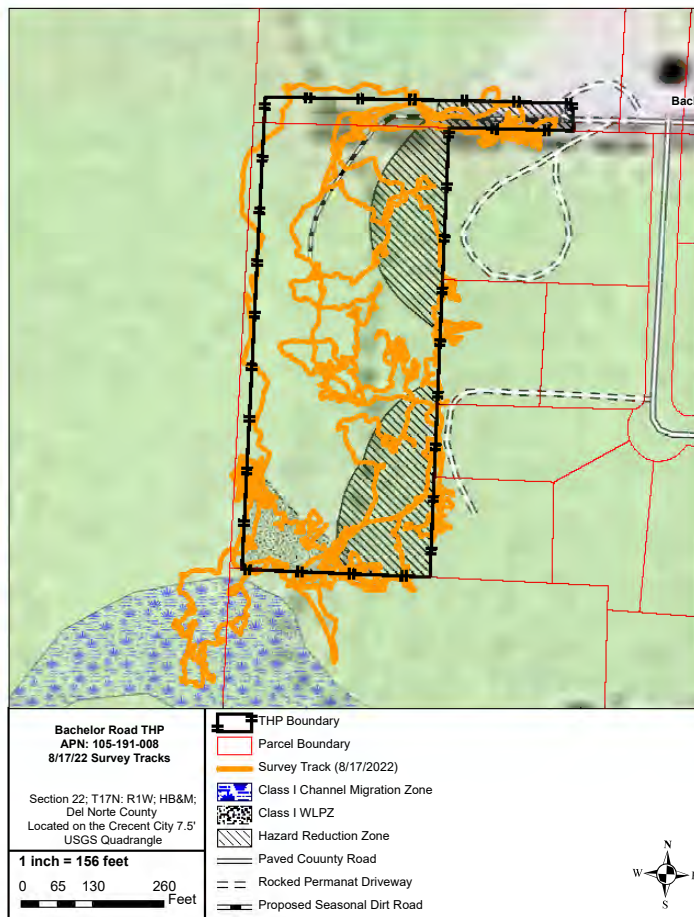 Bacl
Bachelor Road THP
APN: 105-191-008
8/17/22 Survey Tracks
Section 22; T17N: R1W; HB&M;
Del Norte County
Located on the Crecent City 7.5'
USGS Quadrangle
1 inch = 156 feet
0 65 130 260
Feet
THP Boundary
Parcel Boundary
Survey Track (8/17/2022)
Class I Channel Migration Zone
Class I WLPZ
Hazard Reduction Zone
Paved Couunty Road
Rocked Permanat Driveway
Proposed Seasonal Dirt Road
N
W E
S